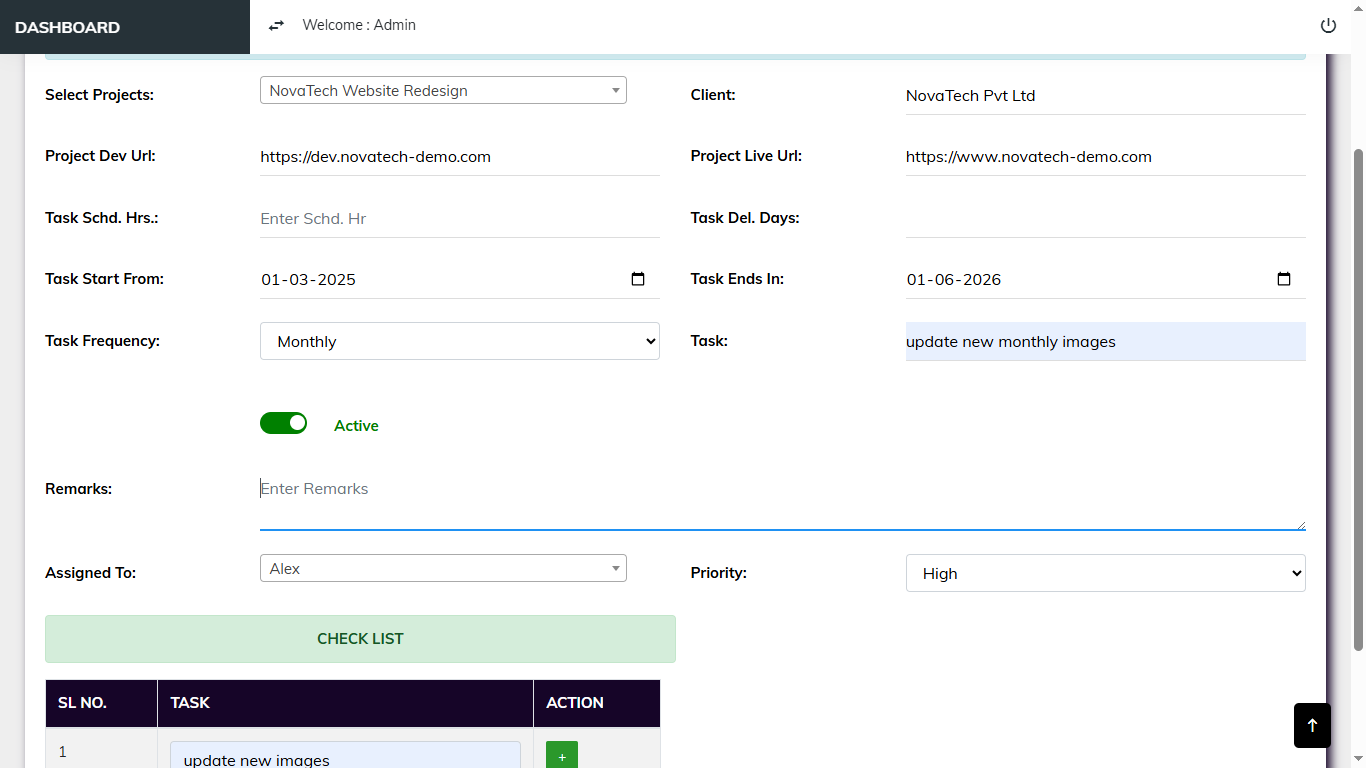 DASHBOARD
Welcome : Admin
Select Projects: NovaTech Website Redesign Client: NovaTech Pvt Ltd
Project Dev Url: https://dev.novatech-demo.com Project Live Url: https://www.novatech-demo.com
Task Schd. Hrs.: Enter Schd. Hr Task Del. Days:
Task Start From: 01-03-2025 Task Ends In: 01-06-2026
Task Frequency: Monthly Task: update new monthly images
Active
Remarks: Enter Remarks
Assigned To: Alex Priority: High
CHECK LIST
SL NO. TASK ACTION
1 update new images +